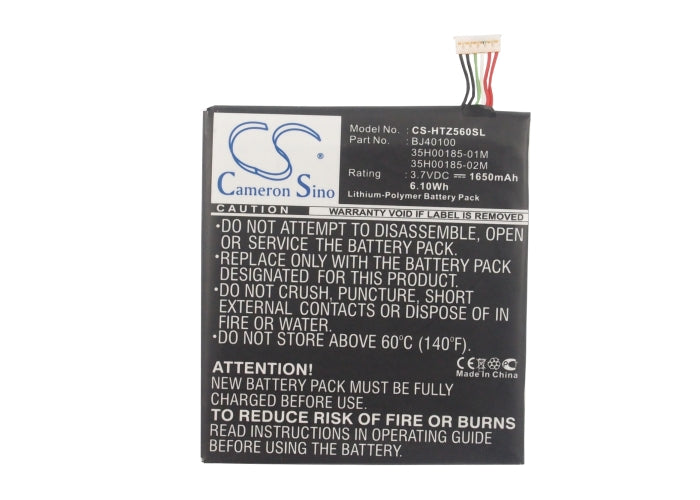 CS
Cameron Sino
Model No. : CS-HTZ560SL
Part No. : BJ40100
35H00185-01M
35H00185-02M
Rating : 3.7VDC ⎓ 1650mAh
6.10Wh
Lithium-Polymer Battery Pack
CAUTION WARRANTY VOID IF LABEL IS REMOVED
•DO NOT ATTEMPT TO DISASSEMBLE, OPEN
OR SERVICE THE BATTERY PACK.
•REPLACE ONLY WITH THE BATTERY PACK
DESIGNATED FOR THIS PRODUCT.
•DO NOT CRUSH, PUNCTURE, SHORT
EXTERNAL CONTACTS OR DISPOSE OF IN
FIRE OR WATER.
•DO NOT STORE ABOVE 60°C (140°F).
CE
Made In China
ATTENTION!
NEW BATTERY PACK MUST BE FULLY
CHARGED BEFORE USE.
TO REDUCE RISK OF FIRE OR BURNS
READ INSTRUCTIONS BEFORE USING BATTERY.